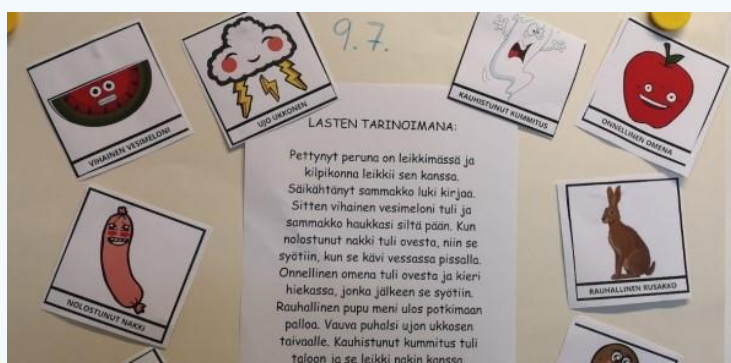 9.7.
VIHAINEN VESIMELONI
UJO UKKONEN
KAUHISTUNUT KUMMITUS
ONNELLINEN OMENA
LASTEN TARINOIMANA:
Pettynyt peruna on leikkimässä ja
kilpikonna leikkii sen kanssa.
Säikähtänyt sammakko luki kirjaa.
Sitten vihainen vesimeloni tuli ja
sammakko haukkasi siltä pään. Kun
nolostunut nakki tuli ovesta, niin se
syötiin, kun se kävi vessassa pissalla.
Onnellinen omena tuli ovesta ja kieri
hiekassa, jonka jälkeen se syötiin.
Rauhallinen pupu meni ulos potkimaan
palloa. Vauva puhalsi ujon ukkosen
taivaalle. Kauhistunut kummitus tuli
taloon ja se leikki nakin kanssa
NOLOSTUNUT NAKKI
RAUHALLINEN RUSAKKO